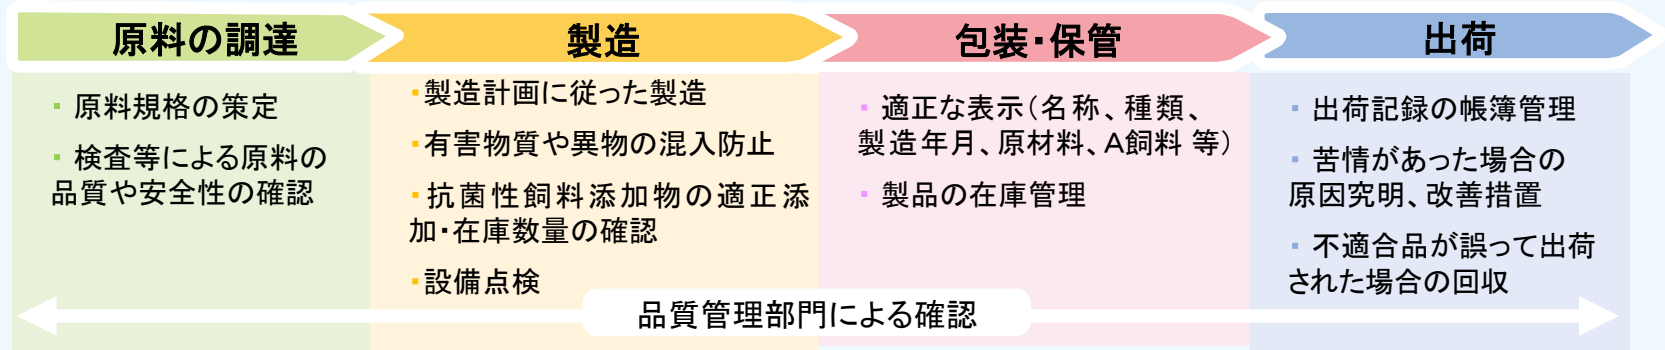 原料の調達
・原料規格の策定
・検査等による原料の
品質や安全性の確認
製造
・製造計画に従った製造
・有害物質や異物の混入防止
・抗菌性飼料添加物の適正添
加・在庫数量の確認
・設備点検
包装・保管
・適正な表示（名称、種類、
製造年月、原材料、A飼料 等）
・製品の在庫管理
出荷
・出荷記録の帳簿管理
・苦情があった場合の
原因究明、改善措置
・不適合品が誤って出荷
された場合の回収
品質管理部門による確認